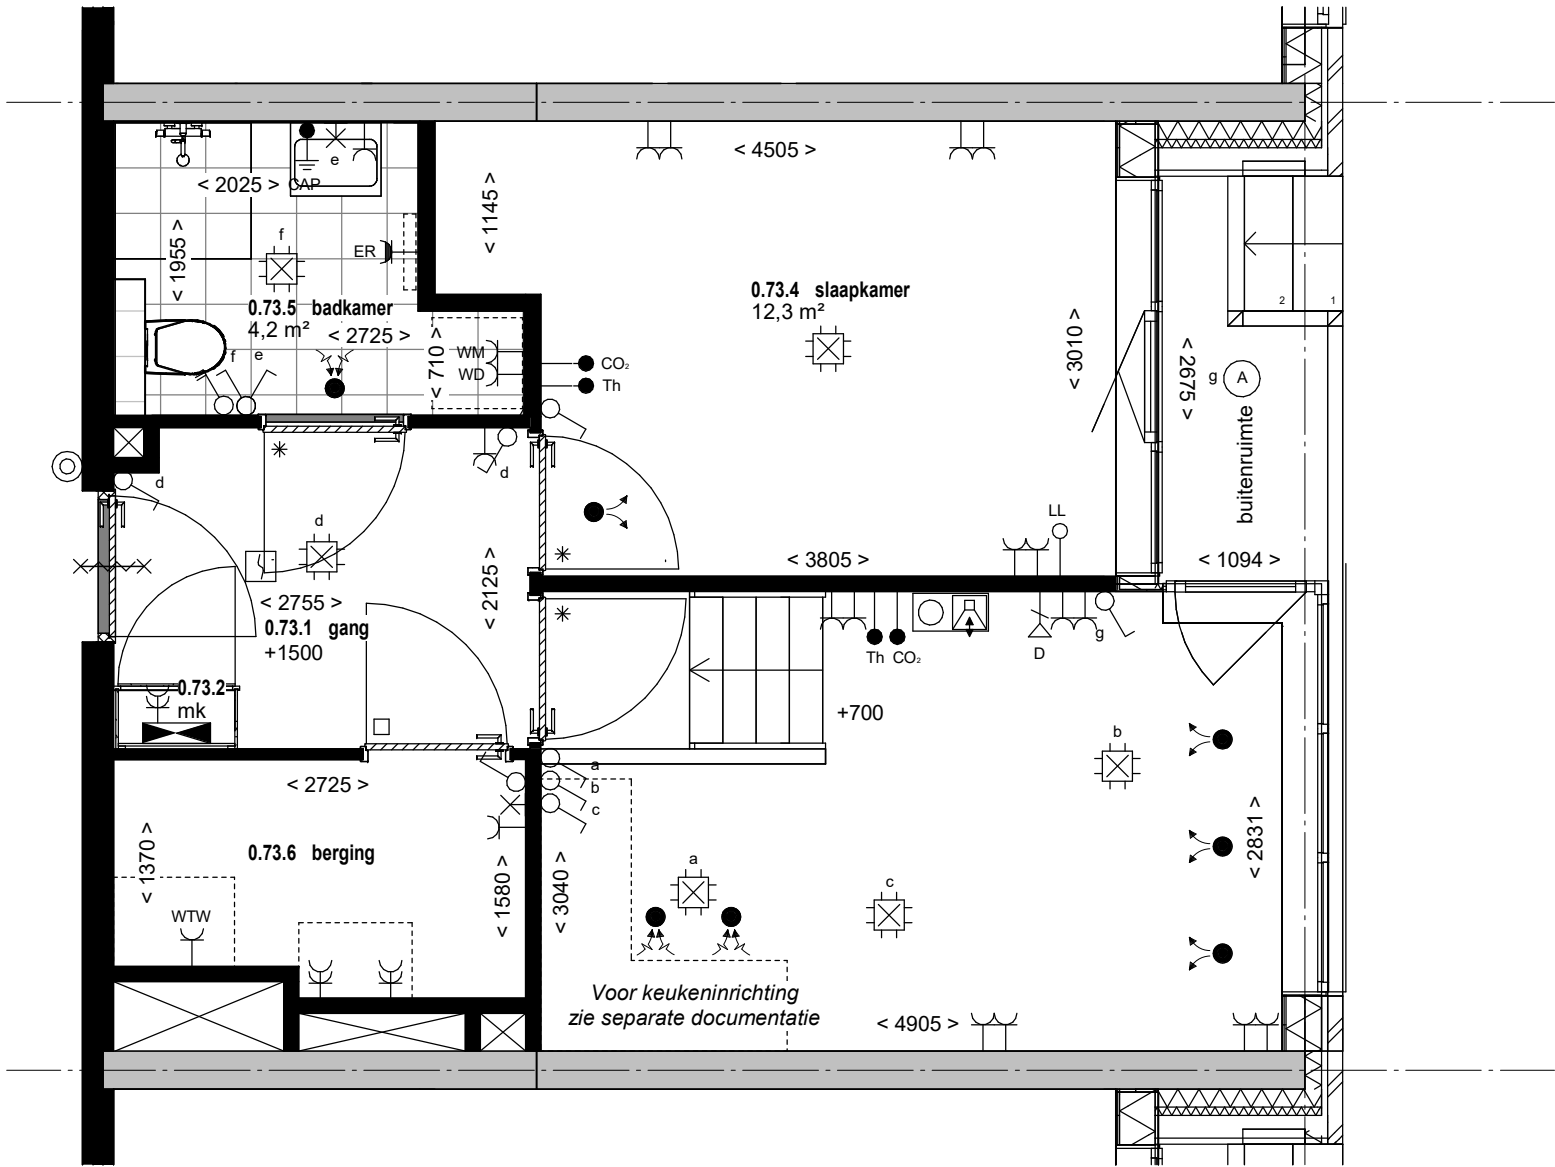 < 4505 >
e
< 2025 > CAP
< 1145 >
< 1955 >
f
ER
0.73.5 badkamer
4,2 m²
< 2725 >
0.73.4 slaapkamer
12,3 m²
2
1
< 710 >
WM
WD
CO₂
Th
f
e
< 3010 >
< 2675 >
g
A
buitenruimte
d
d
d
LL
< 2125 >
< 3805 >
< 1094 >
< 2755 >
0.73.1 gang
+1500
0.73.2
mk
Th
CO₂
D
g
+700
b
a
b
c
< 2725 >
< 1370 >
0.73.6 berging
< 1580 >
< 3040 >
a
c
< 2831 >
WTW
Voor keukeninrichting
zie separate documentatie
< 4905 >